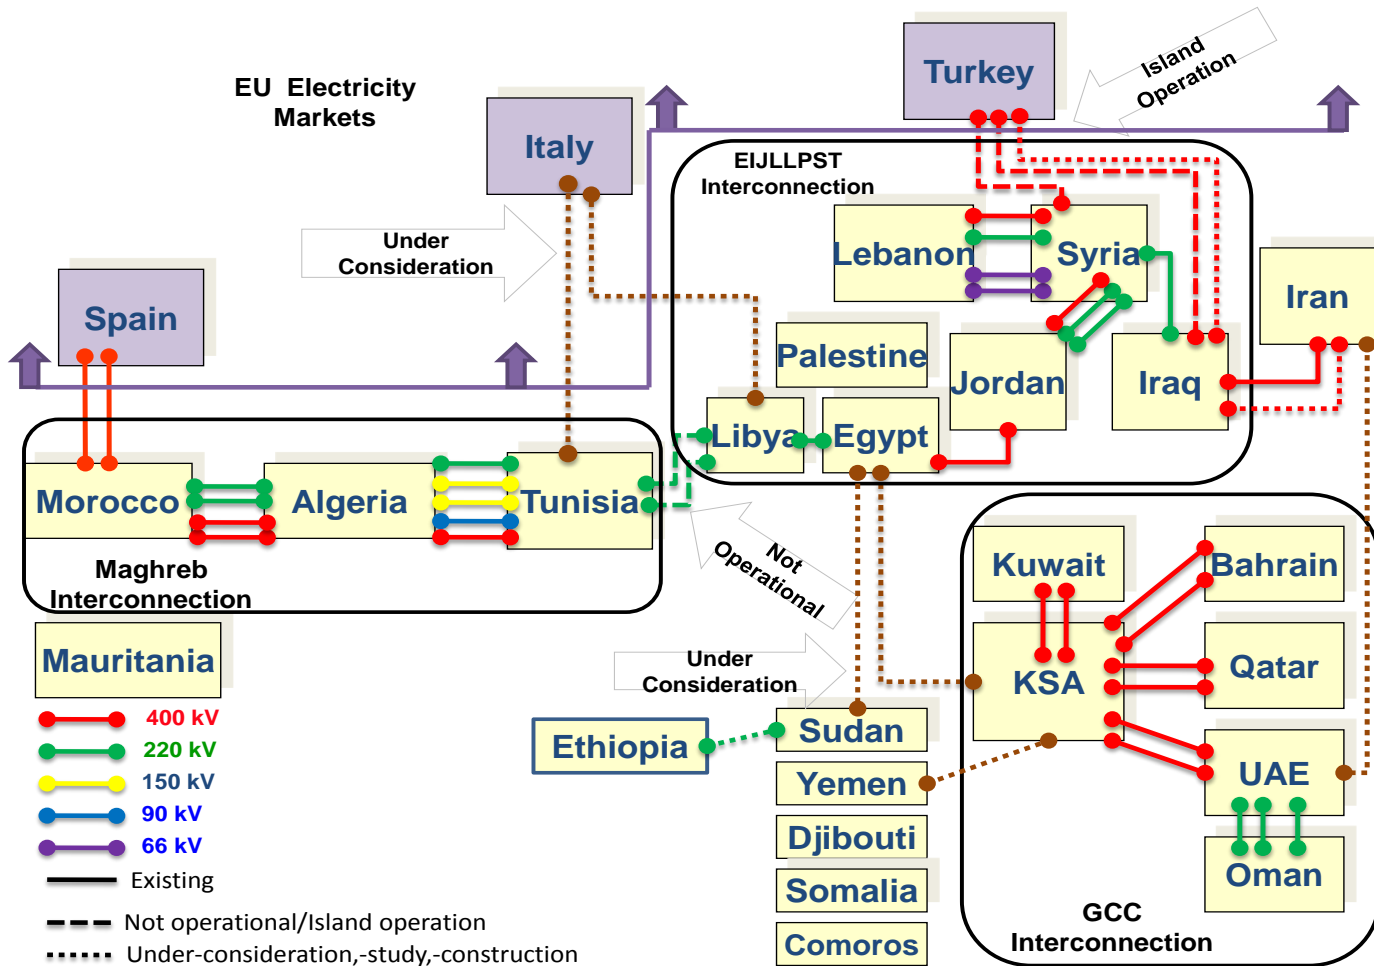 Turkey
Island
Operation
EU Electricity
Markets
Italy
EIJLLPST
Interconnection
Under
Consideration
Lebanon
Syria
Iran
Spain
Palestine
Jordan
Iraq
Libya
Egypt
Morocco
Algeria
Tunisia
Not
Operational
Maghreb
Interconnection
Kuwait
Bahrain
Mauritania
Under
Consideration
KSA
Qatar
400 kV
220 kV
150 kV
90 kV
66 kV
Existing
Not operational/Island operation
Under-consideration,-study,-construction
Ethiopia
Sudan
Yemen
Djibouti
Somalia
Comoros
UAE
Oman
GCC
Interconnection